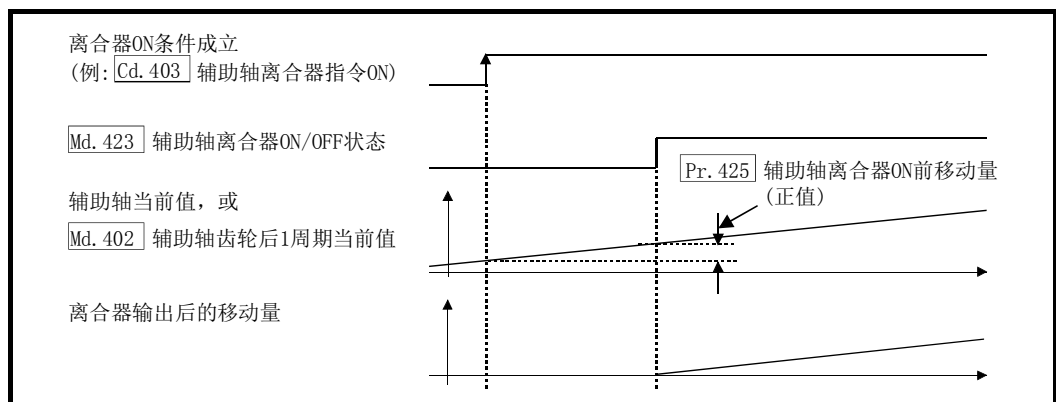 离合器ON条件成立
(例: Cd.403 辅助轴离合器指令ON)
Md.423 辅助轴离合器ON/OFF状态
Pr.425 辅助轴离合器ON前移动量
(正值)
辅助轴当前值，或
Md.402 辅助轴齿轮后1周期当前值
离合器输出后的移动量